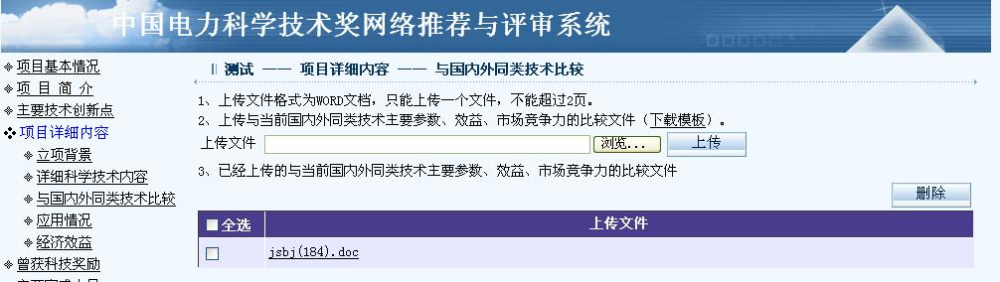 中国电力科学技术奖网络推荐与评审系统
项目基本情况
项 目 简 介
主要技术创新点
项目详细内容
立项背景
详细科学技术内容
与国内外同类技术比较
应用情况
经济效益
曾获科技奖励
测试 —— 项目详细内容 —— 与国内外同类技术比较
1、上传文件格式为WORD文档，只能上传一个文件，不能超过2页。
2、上传与当前国内外同类技术主要参数、效益、市场竞争力的比较文件（下载模板）。
上传文件 浏览... 上传
3、已经上传的与当前国内外同类技术主要参数、效益、市场竞争力的比较文件
删除
全选 上传文件
jsbj(184).doc